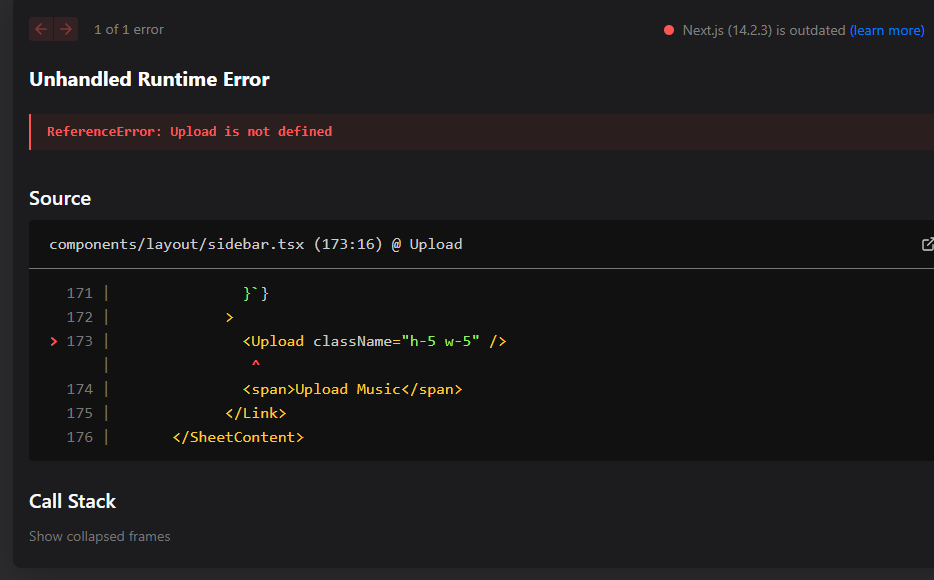 1 of 1 error
Next.js (14.2.3) is outdated (learn more)
Unhandled Runtime Error
ReferenceError: Upload is not defined
Source
components/layout/sidebar.tsx (173:16) @ Upload
171 | }`}
172 | >
> 173 | <Upload className="h-5 w-5" />
| ^
174 | <span>Upload Music</span>
175 | </Link>
176 | </SheetContent>
Call Stack
Show collapsed frames